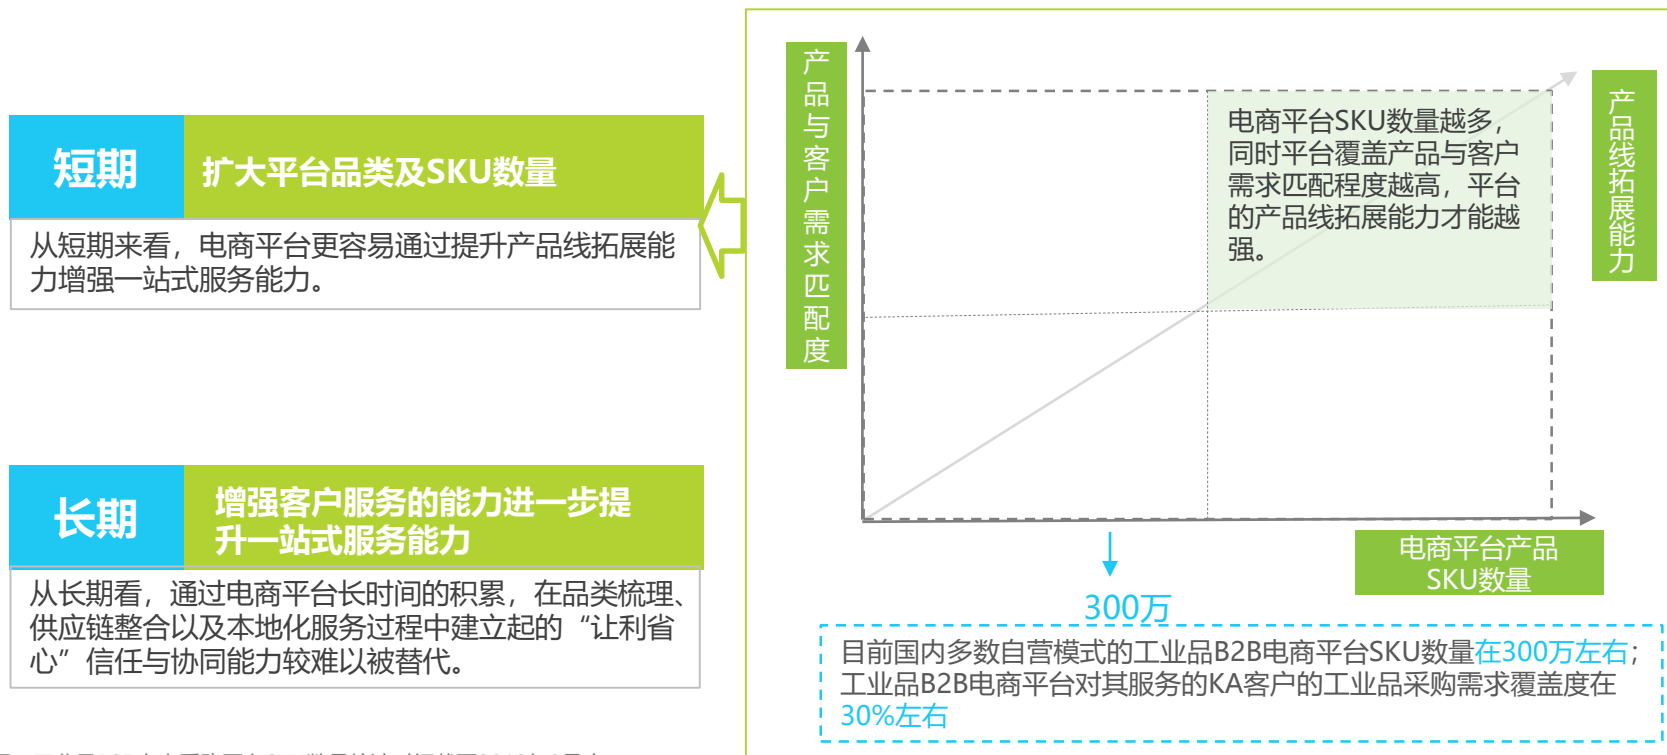 短期
扩大平台品类及SKU数量
从短期来看，电商平台更容易通过提升产品线拓展能
力增强一站式服务能力。
长期
增强客户服务的能力进一步提
升一站式服务能力
从长期看，通过电商平台长时间的积累，在品类梳理、
供应链整合以及本地化服务过程中建立起的“让利省
心”信任与协同能力较难以被替代。
产品与客户需求匹配度
电商平台SKU数量越多，
同时平台覆盖产品与客户
需求匹配程度越高，平台
的产品线拓展能力才能越
强。
产品线拓展能力
电商平台产品
SKU数量
300万
目前国内多数自营模式的工业品B2B电商平台SKU数量在300万左右；
工业品B2B电商平台对其服务的KA客户的工业品采购需求覆盖度在
30%左右